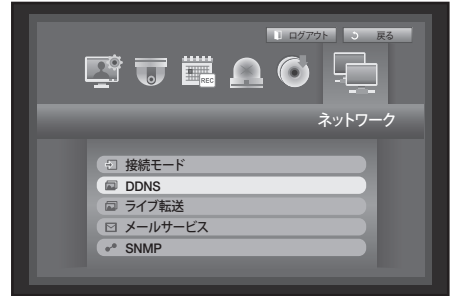 ログアウト 戻る
REC
ネットワーク
接続モード
DDNS
ライブ転送
メールサービス
SNMP